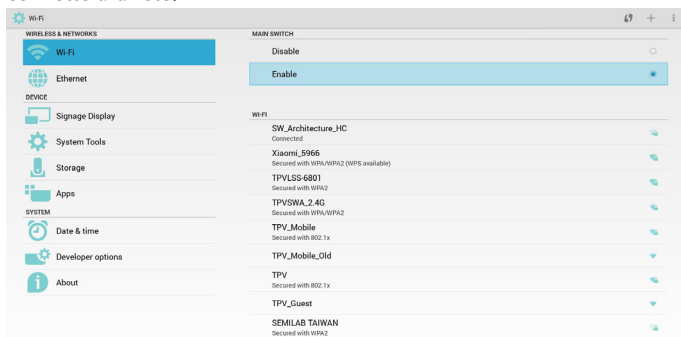 Wi-Fi
WIRELESS & NETWORKS
Wi-Fi
Ethernet
DEVICE
Signage Display
System Tools
Storage
Apps
SYSTEM
Date & time
Developer options
About
MAIN SWITCH
Disable
Enable
WI-FI
SW_Architecture_HC
Connected
Xiaomi_5966
Secured with WPA/WPA2 (WPS available)
TPVLSS-6801
Secured with WPA2
TPVSWA_2.4G
Secured with WPA/WPA2
TPV_Mobile
Secured with 802.1x
TPV_Mobile_Old
TPV
Secured with 802.1x
TPV_Guest
SEMILAB TAIWAN
Secured with WPA2